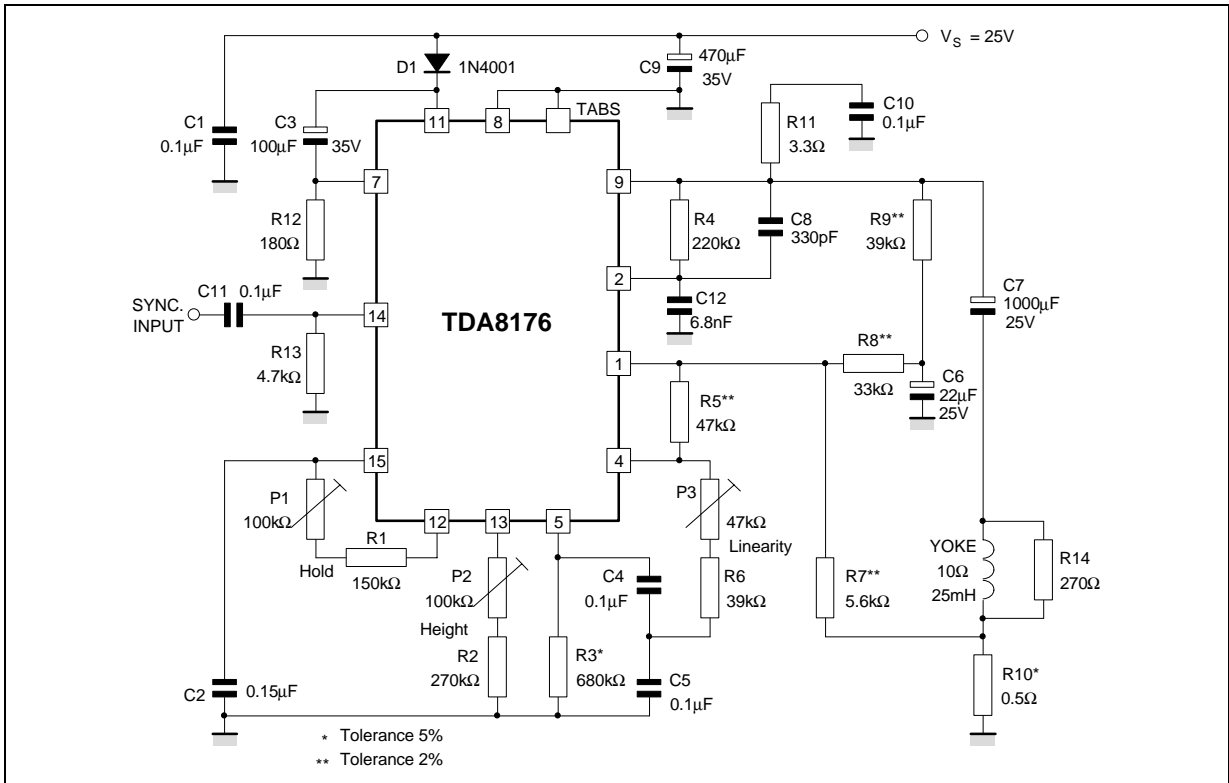 V_S = 25V
D1
1N4001
C9
470µF
35V
TABS
11
8
C1
0.1µF
C3
100µF
35V
R11
3.3Ω
C10
0.1µF
7
9
R12
180Ω
R4
220kΩ
C8
330pF
R9**
39kΩ
2
C11
0.1µF
SYNC.
INPUT
14
TDA8176
C12
6.8nF
C7
1000µF
25V
R13
4.7kΩ
1
R8**
33kΩ
C6
22µF
25V
R5**
47kΩ
15
4
P1
100kΩ
12
13
5
P3
47kΩ
Linearity
R1
150kΩ
Hold
P2
100kΩ
Height
C4
0.1µF
R6
39kΩ
R7**
5.6kΩ
YOKE
10Ω
25mH
R14
270Ω
C2
0.15µF
R2
270kΩ
R3*
680kΩ
C5
0.1µF
R10*
0.5Ω
* Tolerance 5%
** Tolerance 2%